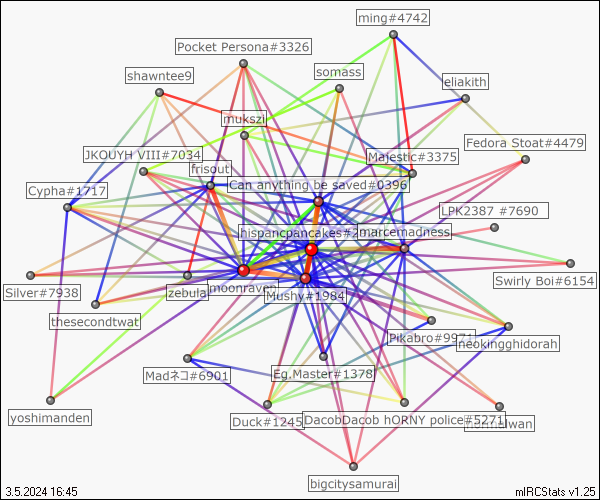 ming#4742
Pocket Persona#3326
somass
shawntee9
eliakith
mukszi
Fedora Stoat#4479
JKOUYH VIII#7034
Majestic#3375
frisout
Can anything be saved#0396
Cypha#1717
LPK2387 #7690
hispancpancakes#2
marcemadness
Swirly Boi#6154
moonraven
Silver#7938
zebula
Mushy#1984
thesecondtwat
Pikabro#9971
neokingghidorah
Madネコ#6901
Eg.Master#1378
yoshimanden
Duck#1245
DacobDacob hORNY police#5271
bigcitysamurai
3.5.2024 16:45
mIRCStats v1.25